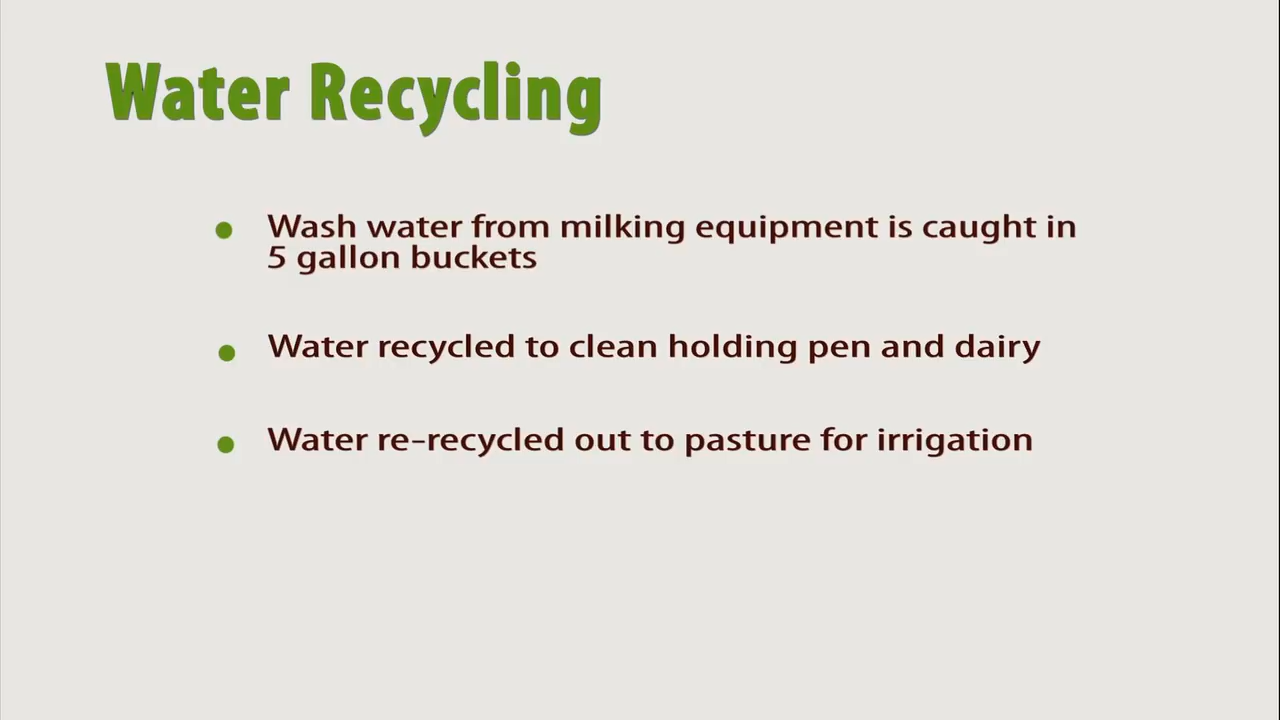 Water Recycling
Wash water from milking equipment is caught in
5 gallon buckets
Water recycled to clean holding pen and dairy
Water re-recycled out to pasture for irrigation